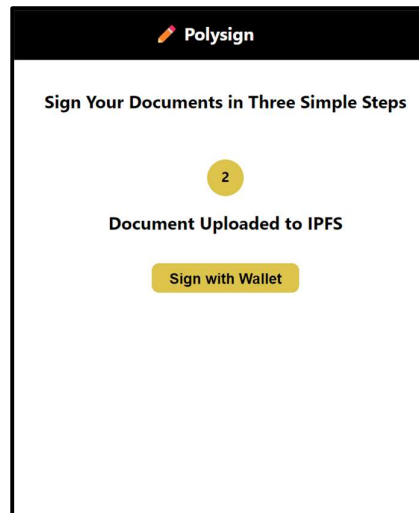 Polysign
Sign Your Documents in Three Simple Steps
2
Document Uploaded to IPFS
Sign with Wallet